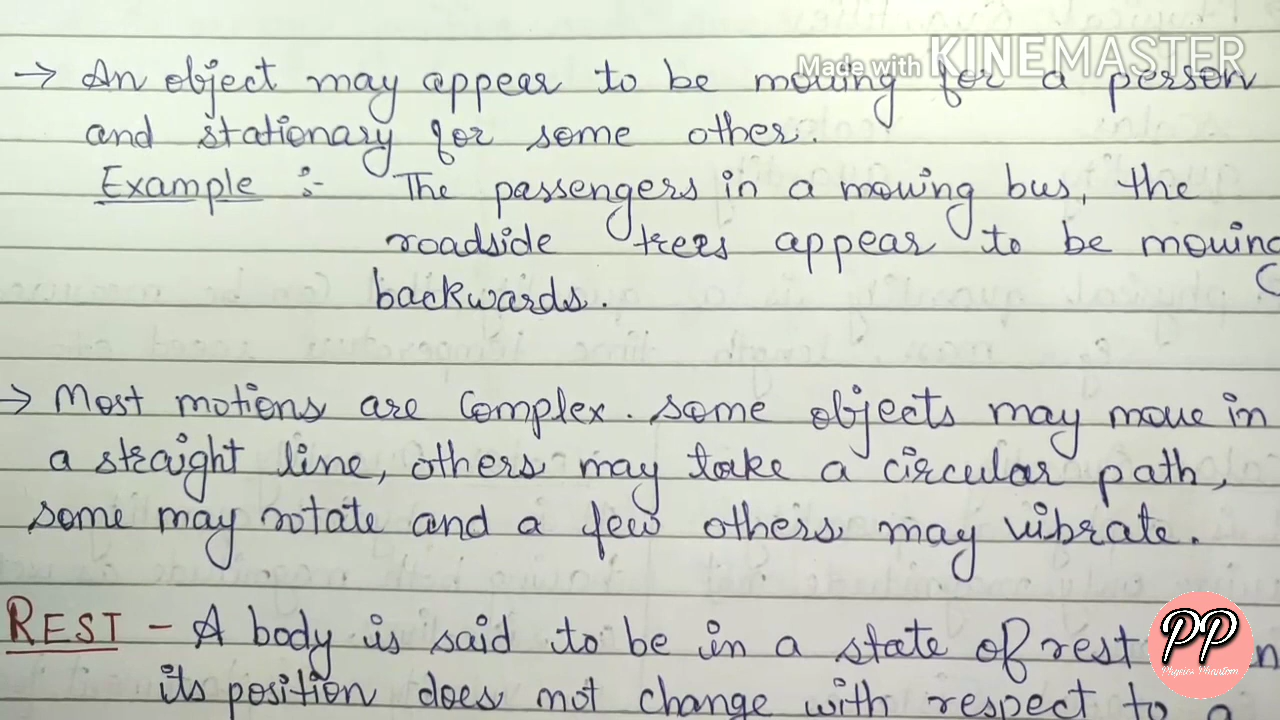 Made with KINEMASTER
→ An object may appear to be moving for a person
and stationary for some other.
Example :- The passengers in a moving bus, the
roadside trees appear to be moving
backwards.
→ Most motions are complex. Some objects may move in
a straight line, others may take a circular path,
some may rotate and a few others may vibrate.
REST - A body is said to be in a state of rest
its position does not change with respect to a
PP
Physics Phantom